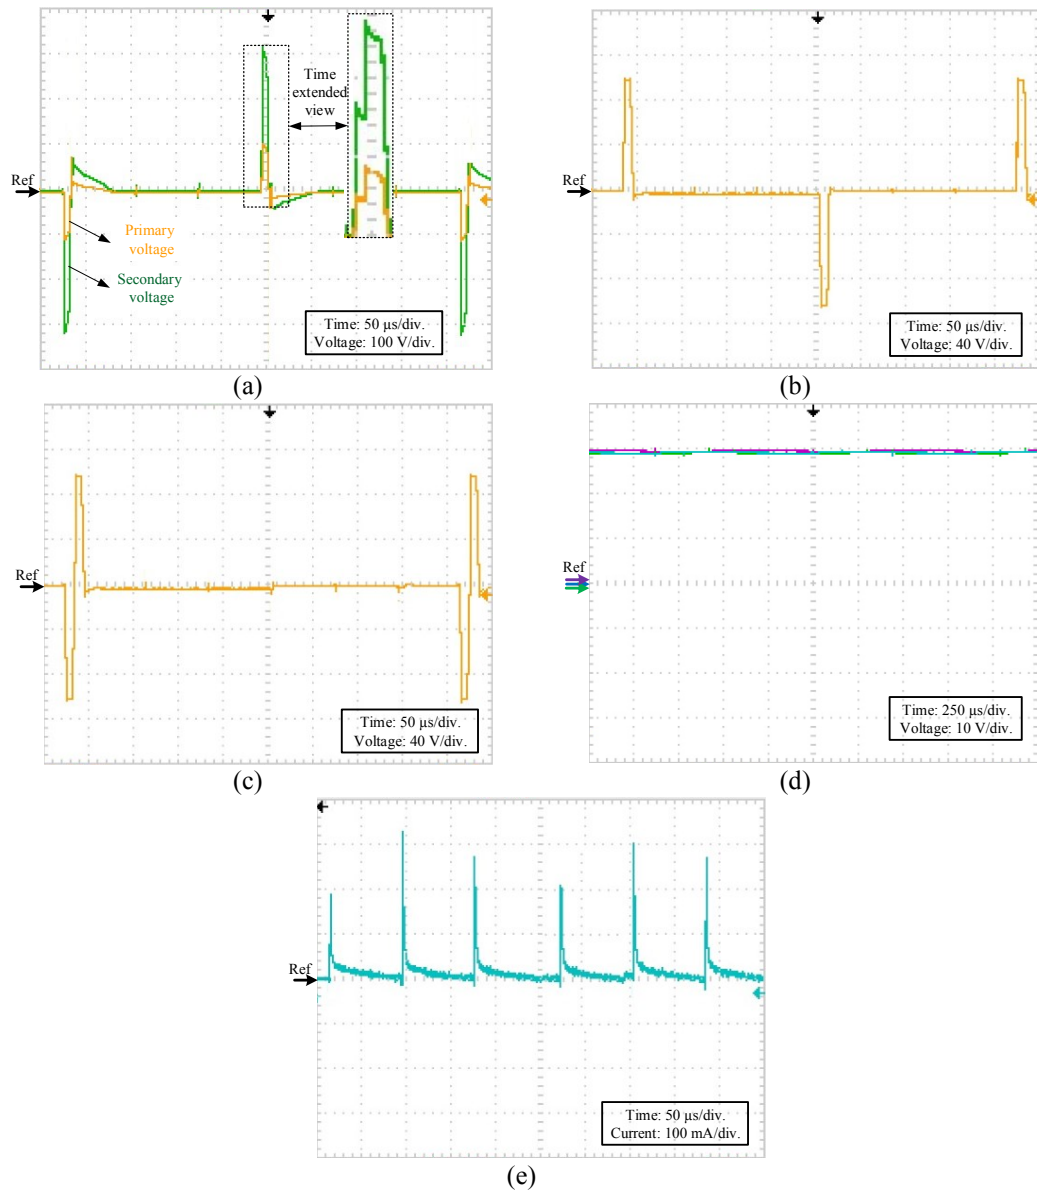 Time
extended
view
Ref
Primary
voltage
Secondary
voltage
Time: 50 µs/div.
Voltage: 100 V/div.
(a)
Ref
Time: 50 µs/div.
Voltage: 40 V/div.
(b)
Ref
Time: 50 µs/div.
Voltage: 40 V/div.
(c)
Ref
Time: 250 µs/div.
Voltage: 10 V/div.
(d)
Ref
Time: 50 µs/div.
Current: 100 mA/div.
(e)